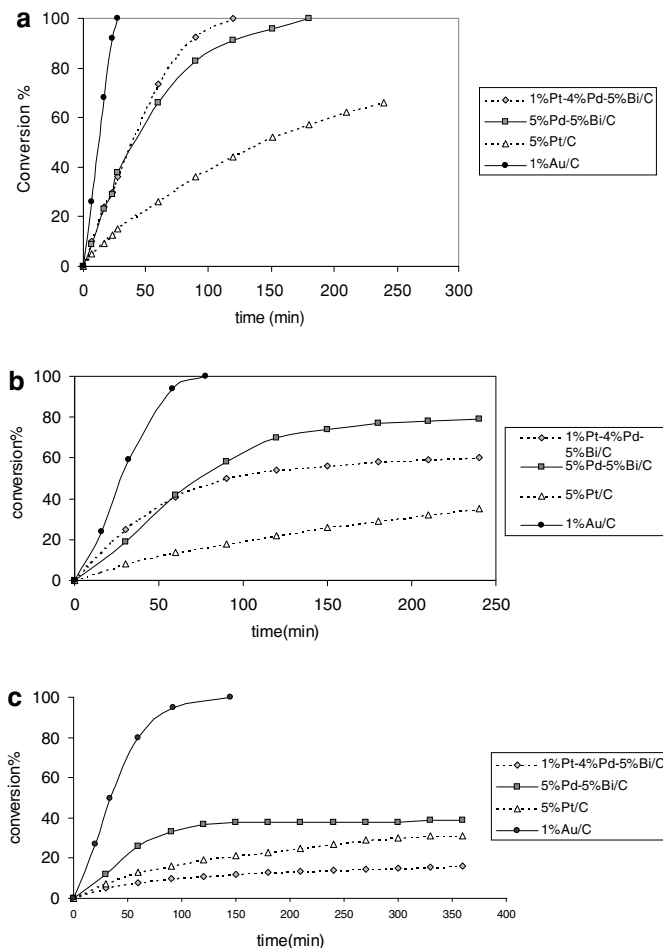 a
100
80
60
40
20
0
Conversion %
0 50 100 150 200 250 300
time (min)
1%Pt-4%Pd-5%Bi/C
5%Pd-5%Bi/C
5%Pt/C
1%Au/C
b
100
80
60
40
20
0
conversion%
0 50 100 150 200 250
time(min)
1%Pt-4%Pd-
5%Bi/C
5%Pd-5%Bi/C
5%Pt/C
1%Au/C
c
100
80
60
40
20
0
conversion%
0 50 100 150 200 250 300 350 400
time(min)
1%Pt-4%Pd-5%Bi/C
5%Pd-5%Bi/C
5%Pt/C
1%Au/C